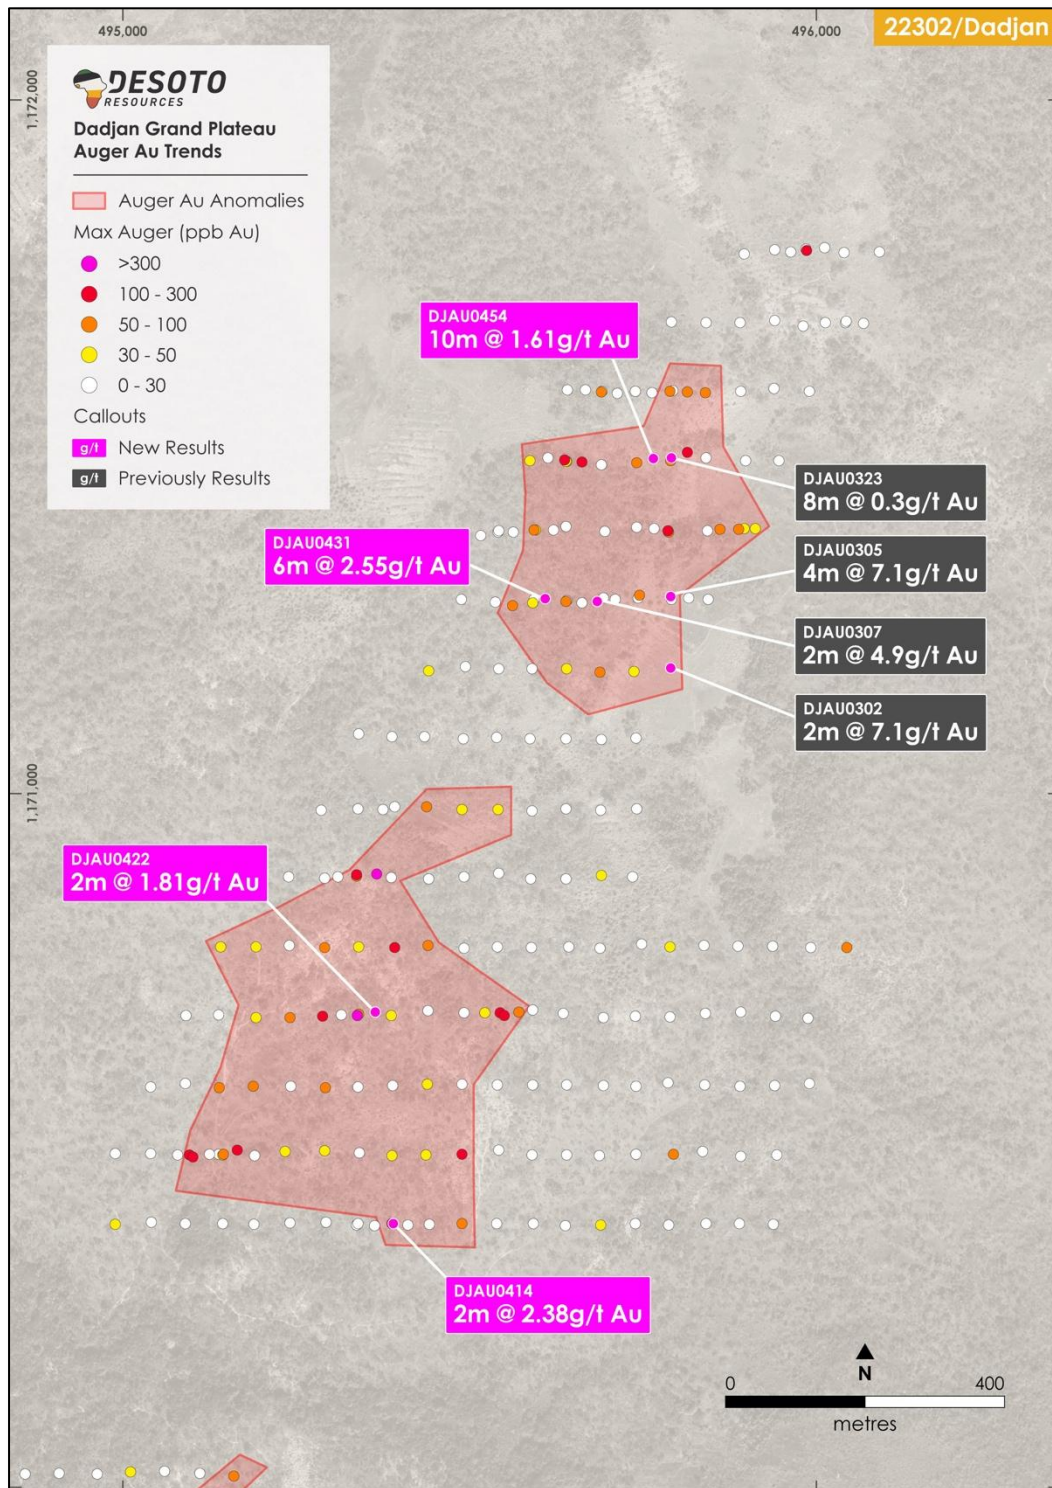 495,000
496,000
22302/Dadjan
1,172,000
DESOTO
RESOURCES
Dadjan Grand Plateau
Auger Au Trends
Auger Au Anomalies
Max Auger (ppb Au)
>300
100 - 300
50 - 100
30 - 50
0 - 30
Callouts
g/t New Results
g/t Previously Results
DJAU0454
10m @ 1.61g/t Au
DJAU0323
8m @ 0.3g/t Au
DJAU0431
6m @ 2.55g/t Au
DJAU0305
4m @ 7.1g/t Au
DJAU0307
2m @ 4.9g/t Au
DJAU0302
2m @ 7.1g/t Au
1,171,000
DJAU0422
2m @ 1.81g/t Au
DJAU0414
2m @ 2.38g/t Au
N
0 400
metres